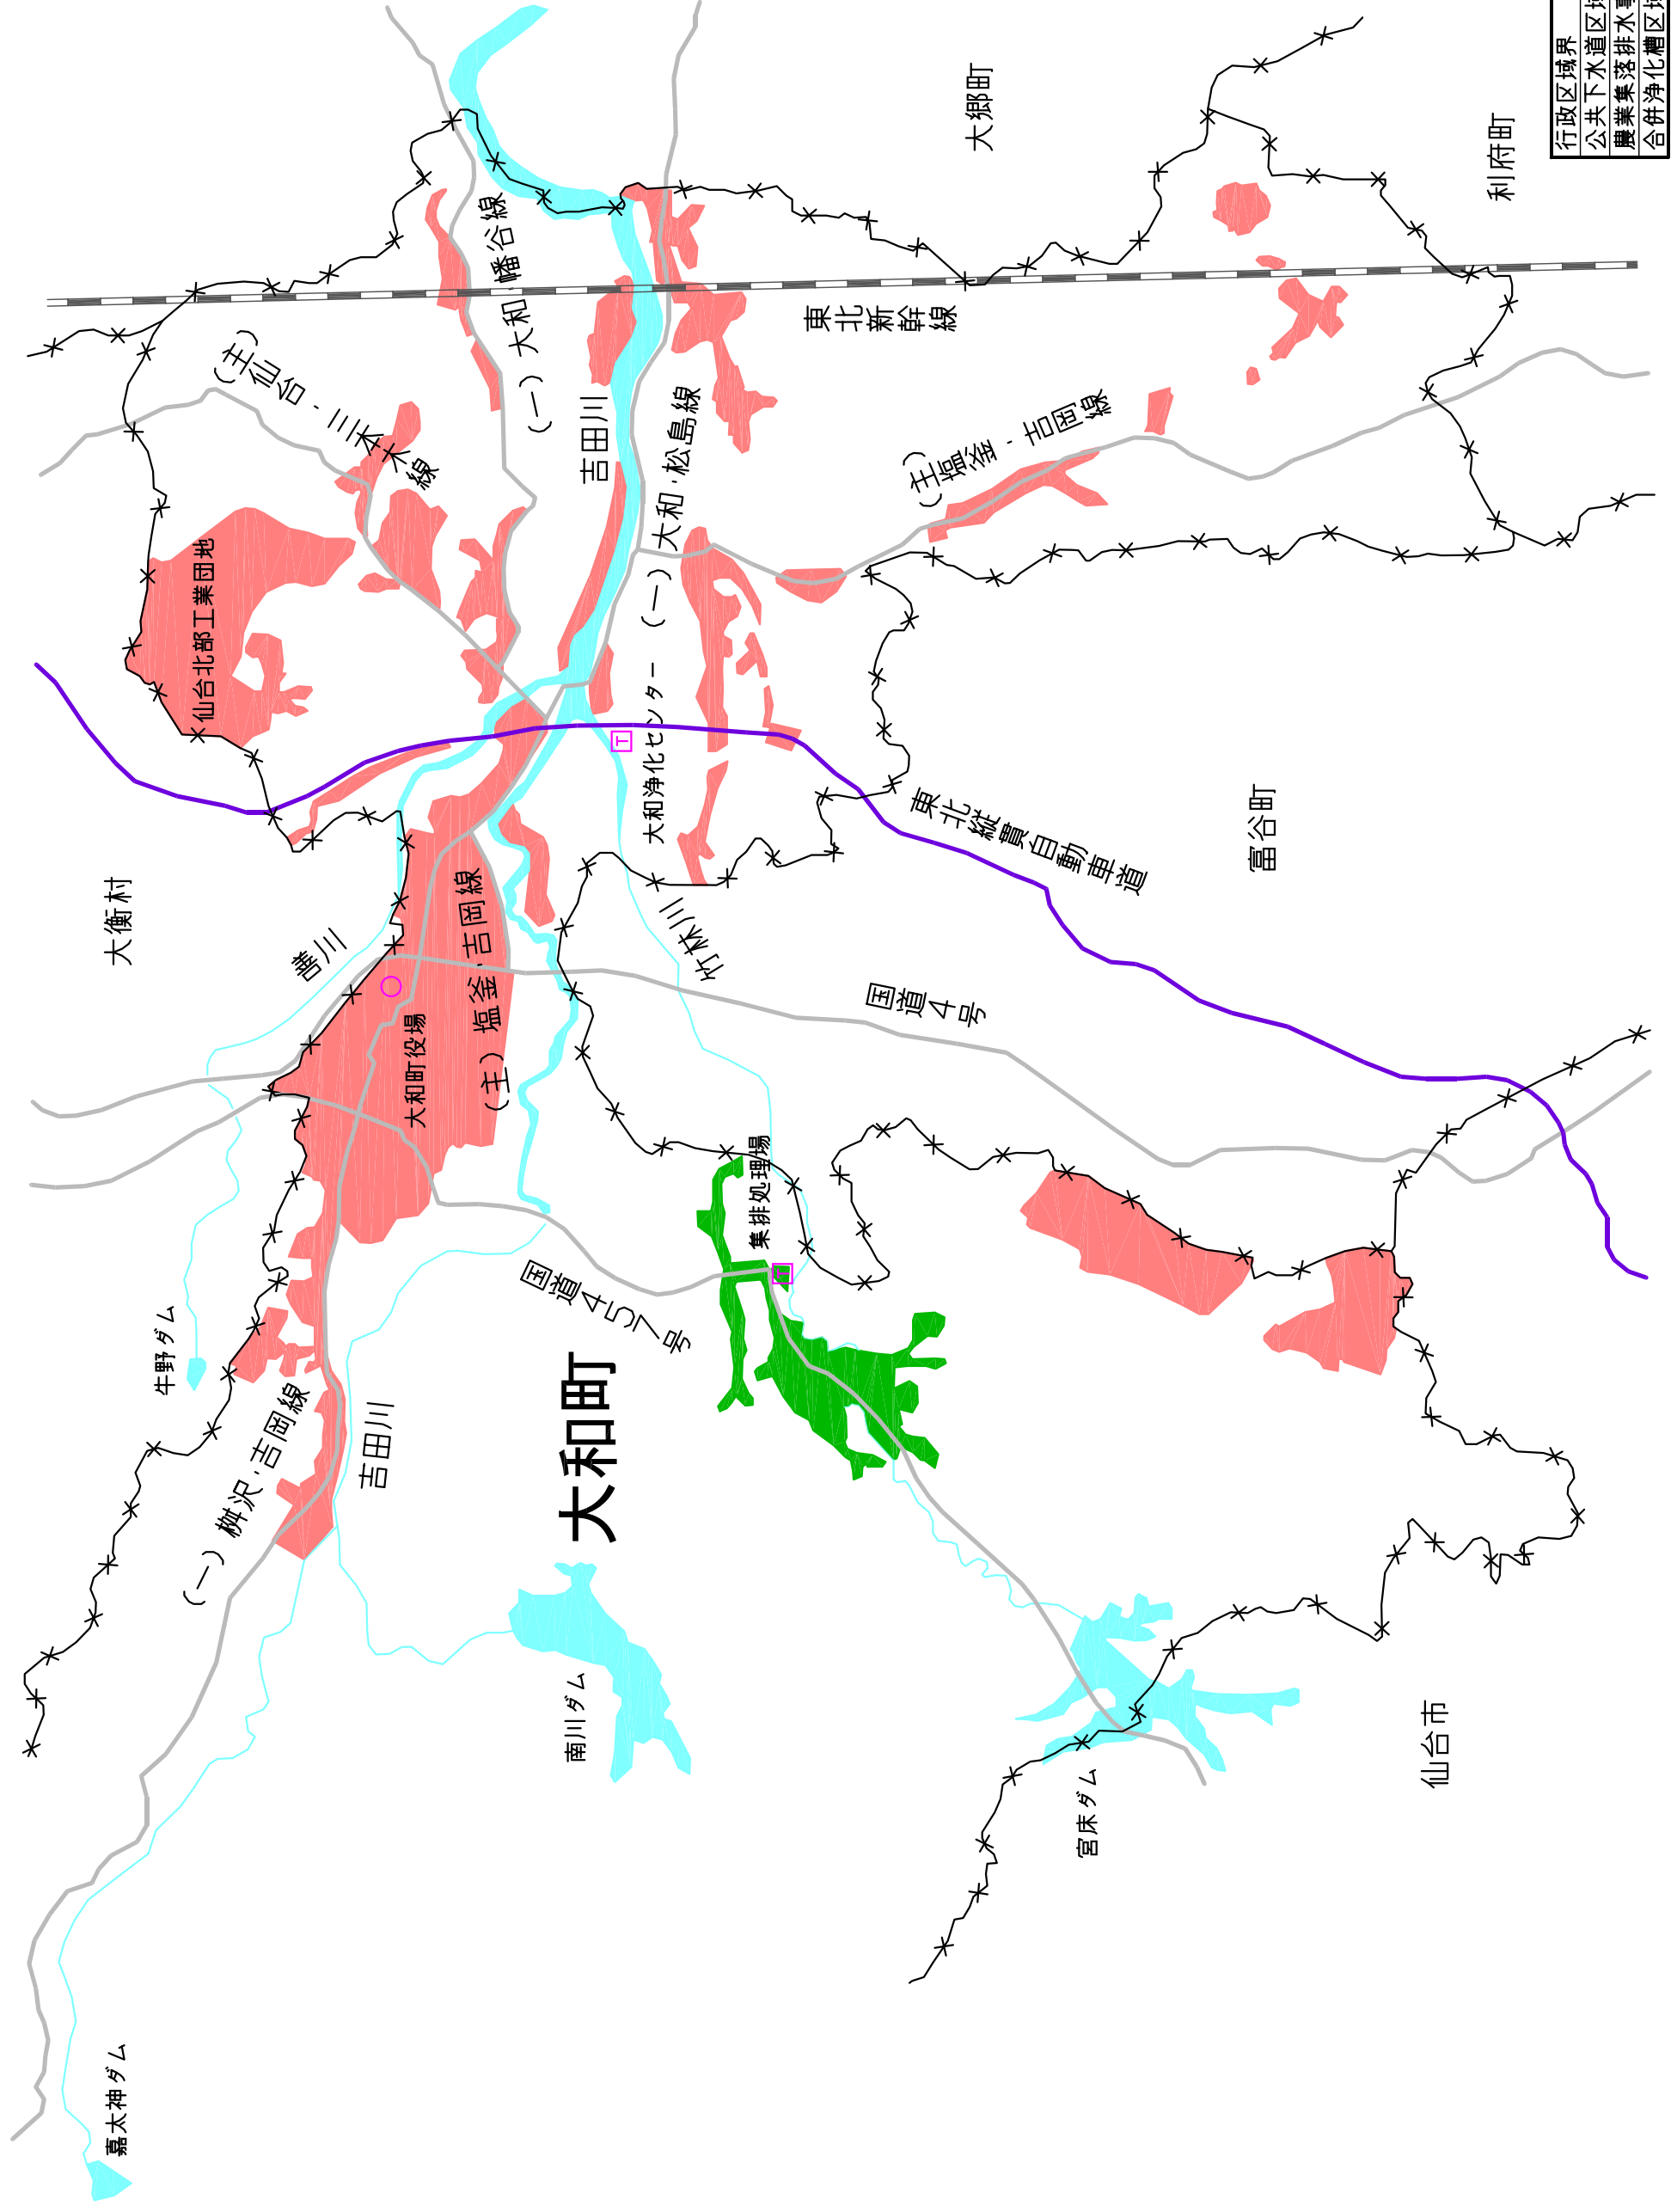 大衡村
仙台北部工業団地
(主)仙台・三本木線
(一)大和・幡谷線
吉田川
(一)大和・松島線
東北新幹線
大郷町
利府町
(主)塩釜・吉岡線
大和浄化センター
東北縦貫自動車道
富谷町
善川
大和町役場
(主)塩釜・吉岡線
竹林川
国道4号
集排処理場
国道457号
牛野ダム
(一)桝沢・吉岡線
吉田川
大和町
南川ダム
宮床ダム
仙台市
嘉太神ダム
行政区域界
公共下水道区域
農業集落排水事
合併浄化槽区域